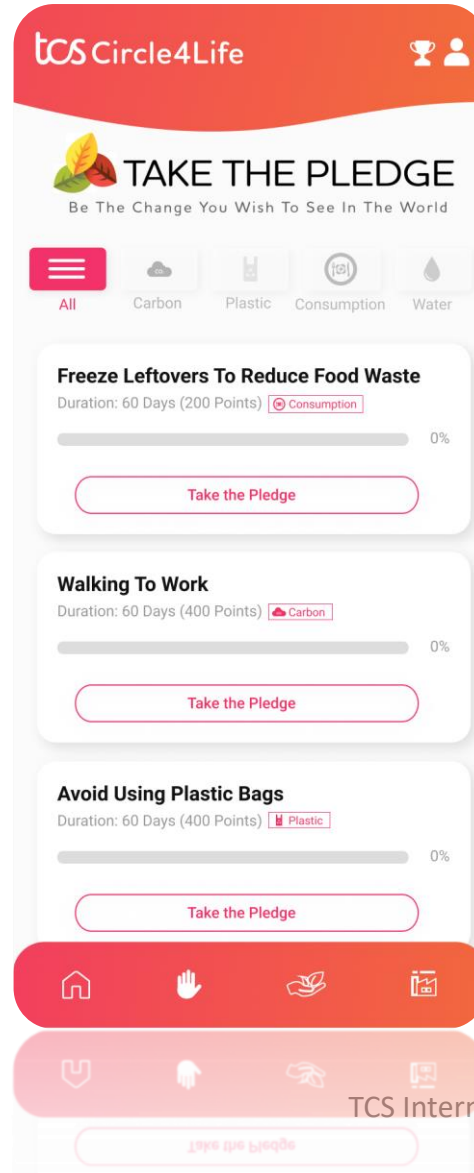 tcs Circle4Life
TAKE THE PLEDGE
Be The Change You Wish To See In The World
All Carbon Plastic Consumption Water
Freeze Leftovers To Reduce Food Waste
Duration: 60 Days (200 Points) Consumption
0%
Take the Pledge
Walking To Work
Duration: 60 Days (400 Points) Carbon
0%
Take the Pledge
Avoid Using Plastic Bags
Duration: 60 Days (400 Points) Plastic
0%
Take the Pledge
TCS Intern
Take the Pledge